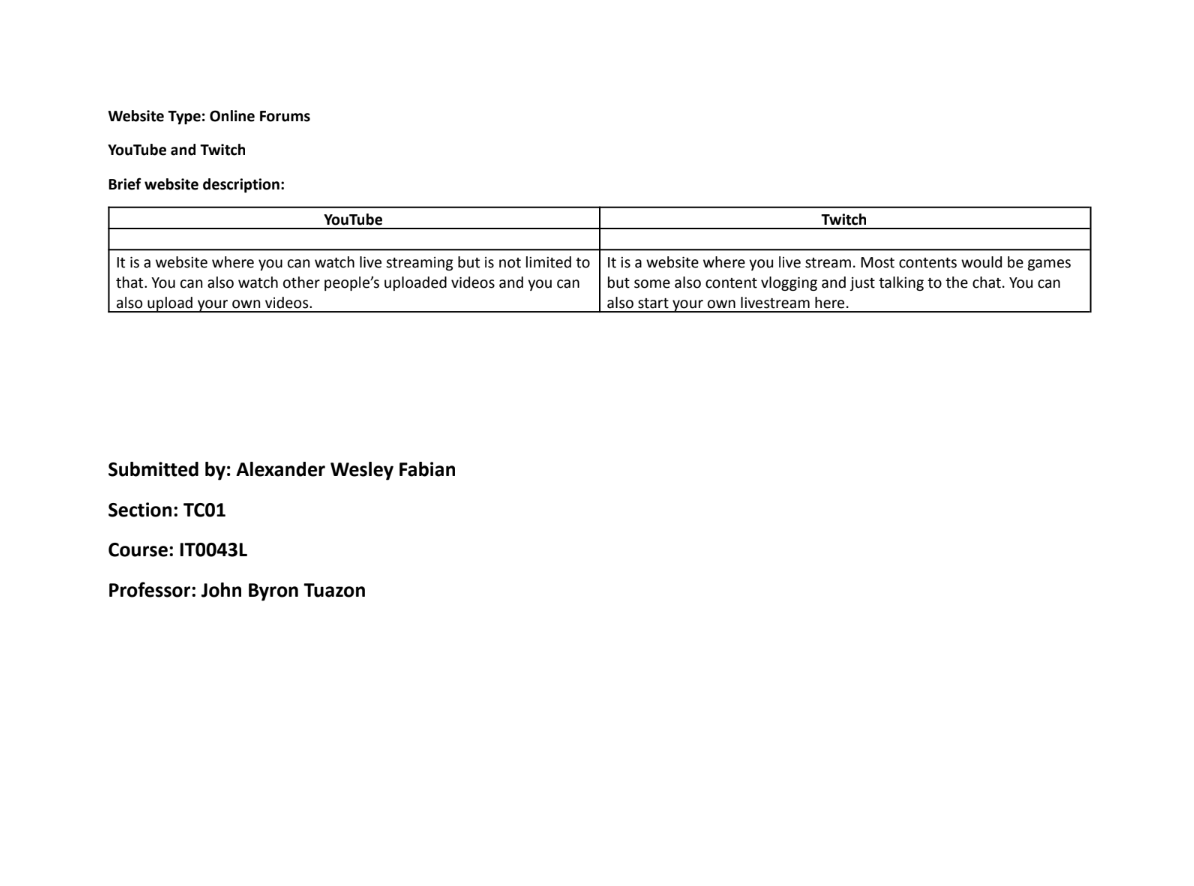 Website Type: Online Forums
YouTube and Twitch
Brief website description:
YouTube
Twitch
It is a website where you can watch live streaming but is not limited to
that. You can also watch other people’s uploaded videos and you can
also upload your own videos.
It is a website where you live stream. Most contents would be games
but some also content vlogging and just talking to the chat. You can
also start your own livestream here.
Submitted by: Alexander Wesley Fabian
Section: TC01
Course: IT0043L
Professor: John Byron Tuazon